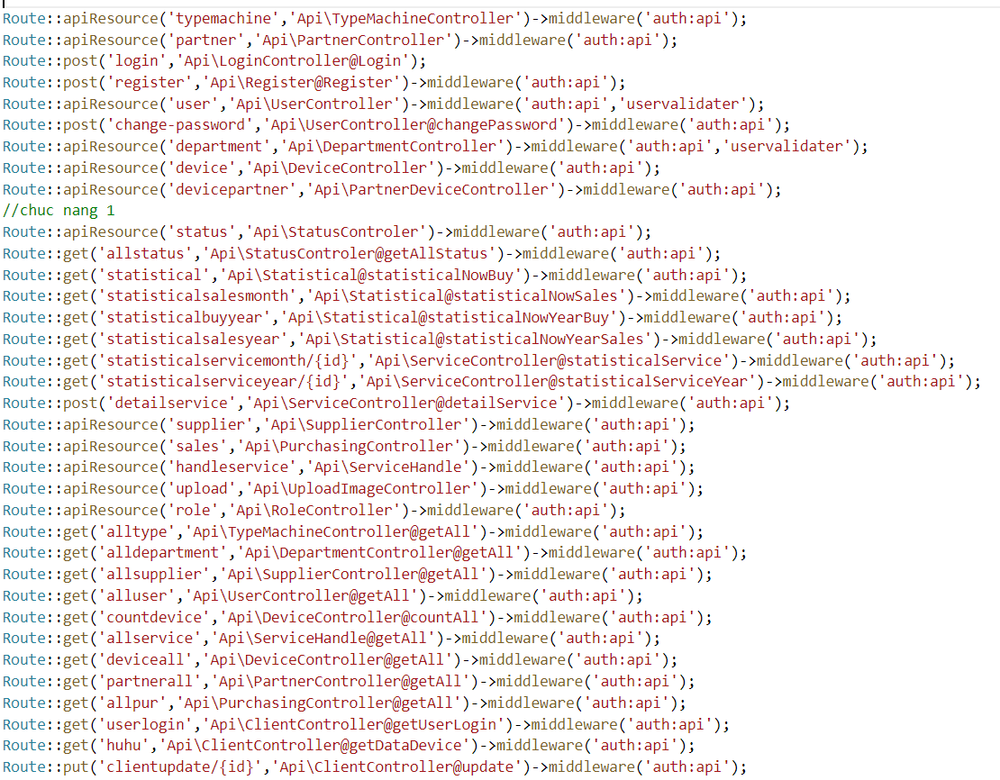 Route::apiResource('typemachine','Api\TypeMachineController')->middleware('auth:api');
Route::apiResource('partner','Api\PartnerController')->middleware('auth:api');
Route::post('login','Api\LoginController@Login');
Route::post('register','Api\Register@Register')->middleware('auth:api');
Route::apiResource('user','Api\UserController')->middleware('auth:api','uservalidater');
Route::post('change-password','Api\UserController@changePassword')->middleware('auth:api');
Route::apiResource('department','Api\DepartmentController')->middleware('auth:api','uservalidater');
Route::apiResource('device','Api\DeviceController')->middleware('auth:api');
Route::apiResource('devicepartner','Api\PartnerDeviceController')->middleware('auth:api');
//chuc nang 1
Route::apiResource('status','Api\StatusControler')->middleware('auth:api');
Route::get('allstatus','Api\StatusControler@getAllStatus')->middleware('auth:api');
Route::get('statistical','Api\Statistical@statisticalNowBuy')->middleware('auth:api');
Route::get('statisticalsalesmonth','Api\Statistical@statisticalNowSales')->middleware('auth:api');
Route::get('statisticalbuyyear','Api\Statistical@statisticalNowYearBuy')->middleware('auth:api');
Route::get('statisticalsalesyear','Api\Statistical@statisticalNowYearSales')->middleware('auth:api');
Route::get('statisticalservicemonth/{id}','Api\ServiceController@statisticalService')->middleware('auth:api');
Route::get('statisticalserviceyear/{id}','Api\ServiceController@statisticalServiceYear')->middleware('auth:api');
Route::post('detailservice','Api\ServiceController@detailService')->middleware('auth:api');
Route::apiResource('supplier','Api\SupplierController')->middleware('auth:api');
Route::apiResource('sales','Api\PurchasingController')->middleware('auth:api');
Route::apiResource('handleservice','Api\ServiceHandle')->middleware('auth:api');
Route::apiResource('upload','Api\UploadImageController')->middleware('auth:api');
Route::apiResource('role','Api\RoleController')->middleware('auth:api');
Route::get('alltype','Api\TypeMachineController@getAll')->middleware('auth:api');
Route::get('alldepartment','Api\DepartmentController@getAll')->middleware('auth:api');
Route::get('allsupplier','Api\SupplierController@getAll')->middleware('auth:api');
Route::get('alluser','Api\UserController@getAll')->middleware('auth:api');
Route::get('countdevice','Api\DeviceController@countAll')->middleware('auth:api');
Route::get('allservice','Api\ServiceHandle@getAll')->middleware('auth:api');
Route::get('deviceall','Api\DeviceController@getAll')->middleware('auth:api');
Route::get('partnerall','Api\PartnerController@getAll')->middleware('auth:api');
Route::get('allpur','Api\PurchasingController@getAll')->middleware('auth:api');
Route::get('userlogin','Api\ClientController@getUserLogin')->middleware('auth:api');
Route::get('huhu','Api\ClientController@getDataDevice')->middleware('auth:api');
Route::put('clientupdate/{id}','Api\ClientController@update')->middleware('auth:api');